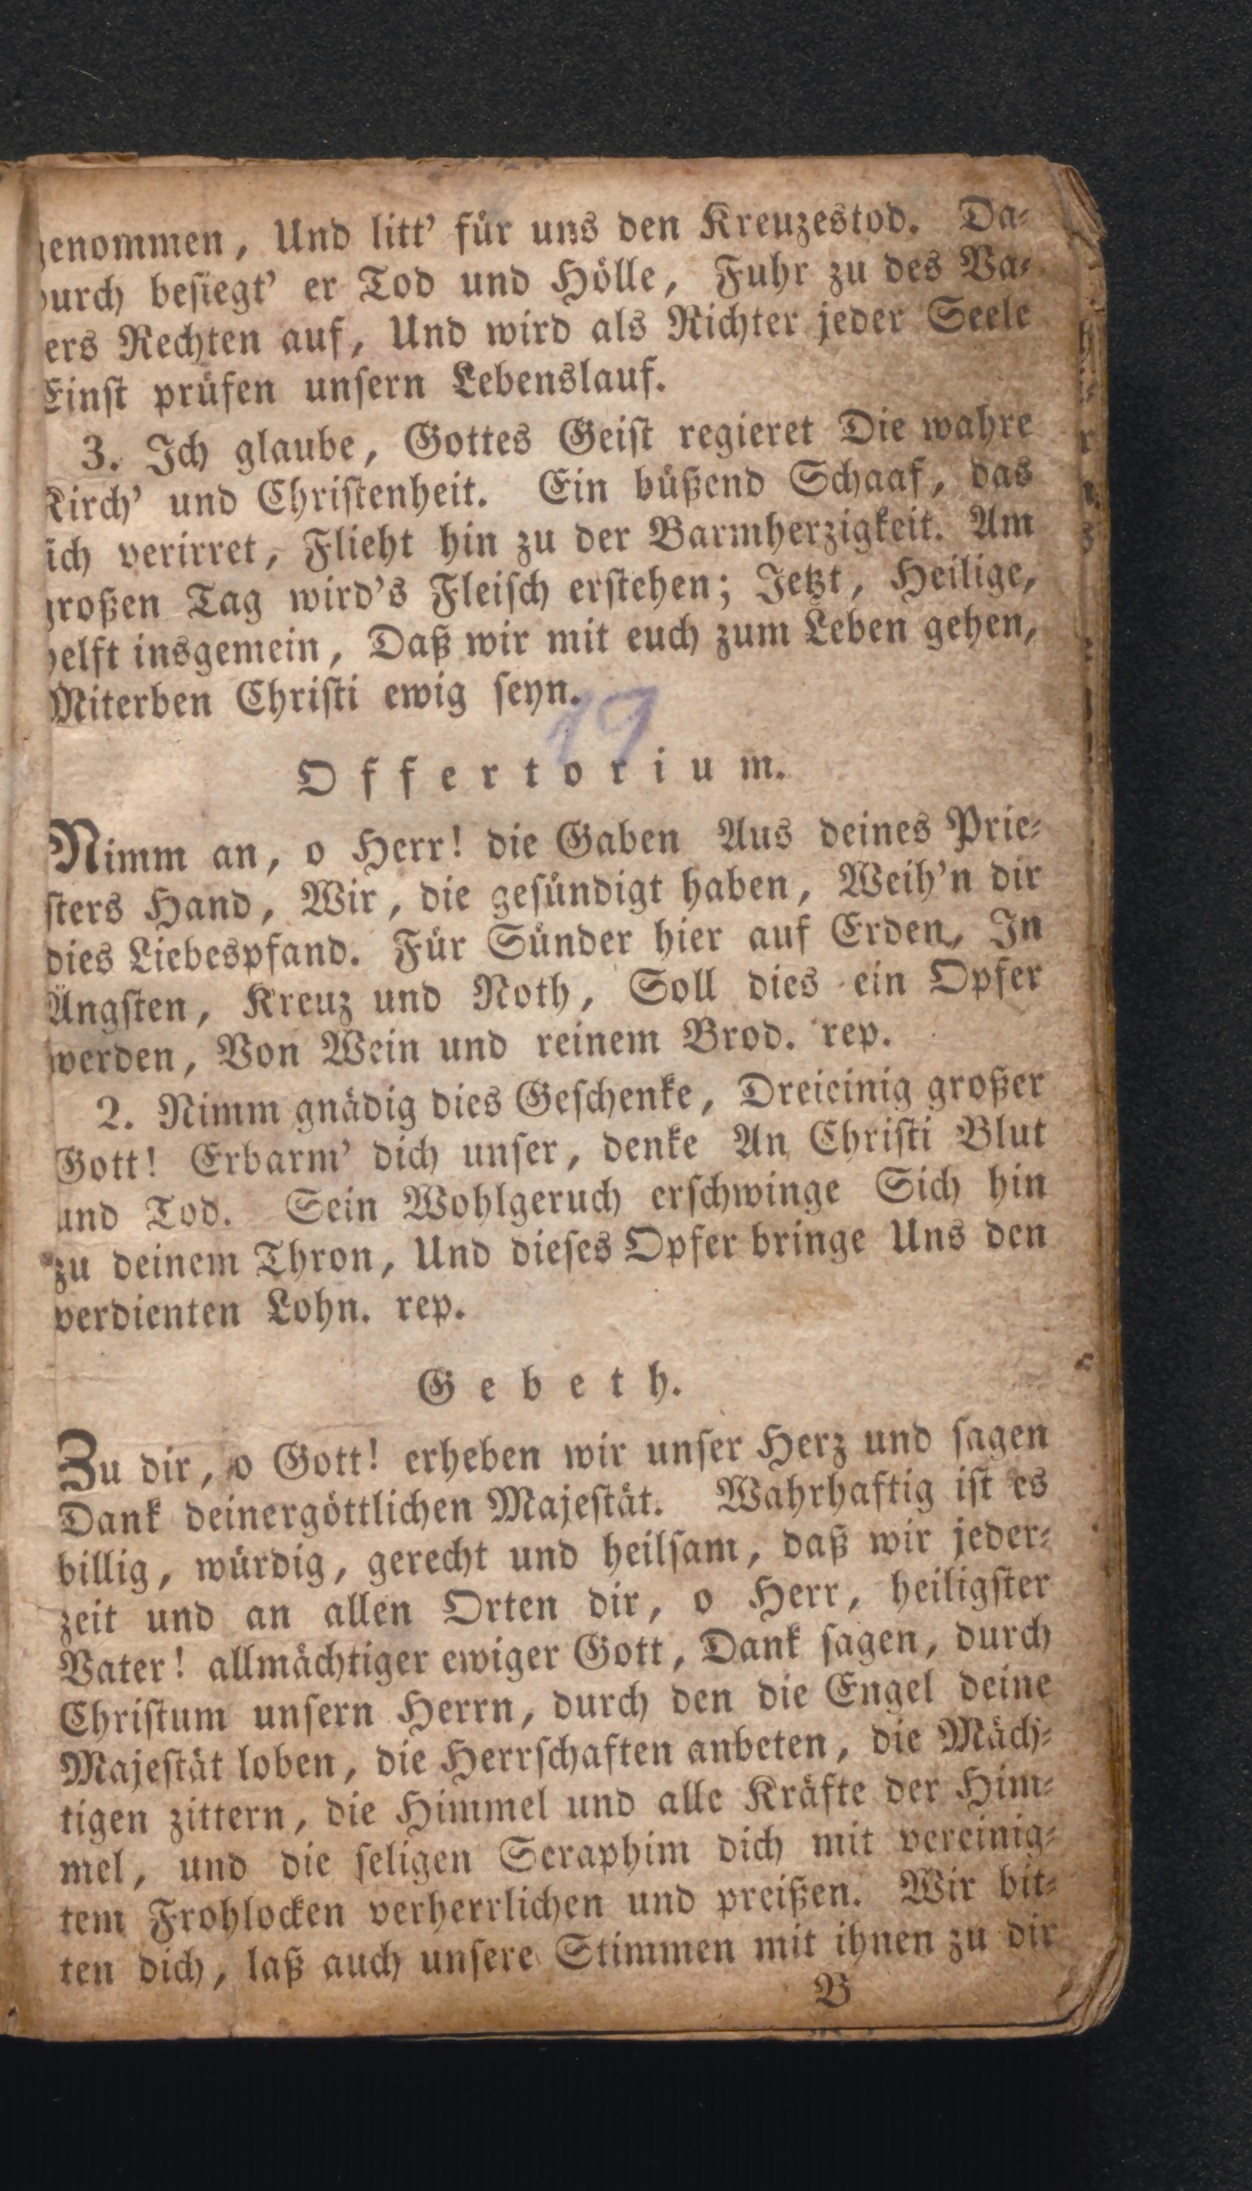 genommen, Und litt' für uns den Kreuzestod. Da-
durch besiegt' er Tod und Hölle, Fuhr zu des Va-
ers Rechten auf, Und wird als Richter jeder Seele
Einst prüfen unsern Lebenslauf.
3. Ich glaube, Gottes Geist regieret Die wahre
Kirch' und Christenheit. Ein büßend Schaaf, das
sich verirret, Flieht hin zu der Barmherzigkeit. Am
großen Tag wird's Fleisch erstehen; Jetzt, Heilige,
helft insgemein, Daß wir mit euch zum Leben gehen,
Miterben Christi ewig seyn.
19
Offertorium.
Nimm an, o Herr! die Gaben Aus deines Prie-
sters Hand, Wir, die gesündigt haben, Weih'n dir
dies Liebespfand. Für Sünder hier auf Erden, In
Ängsten, Kreuz und Noth, Soll dies ein Opfer
werden, Von Wein und reinem Brod. rep.
2. Nimm gnädig dies Geschenke, Dreieinig großer
Gott! Erbarm' dich unser, denke An Christi Blut
und Tod. Sein Wohlgeruch erschwinge Sich hin
zu deinem Thron, Und dieses Opfer bringe Uns den
verdienten Lohn. rep.
Gebeth.
Zu dir, o Gott! erheben wir unser Herz und sagen
Dank deinergöttlichen Majestät. Wahrhaftig ist es
billig, würdig, gerecht und heilsam, daß wir jeder-
zeit und an allen Orten dir, o Herr, heiligster
Vater! allmächtiger ewiger Gott, Dank sagen, durch
Christum unsern Herrn, durch den die Engel deine
Majestät loben, die Herrschaften anbeten, die Mäch-
tigen zittern, die Himmel und alle Kräfte der Him-
mel, und die seligen Seraphim dich mit vereinig-
tem Frohlocken verherrlichen und preißen. Wir bit-
ten dich, laß auch unsere Stimmen mit ihnen zu dir
B